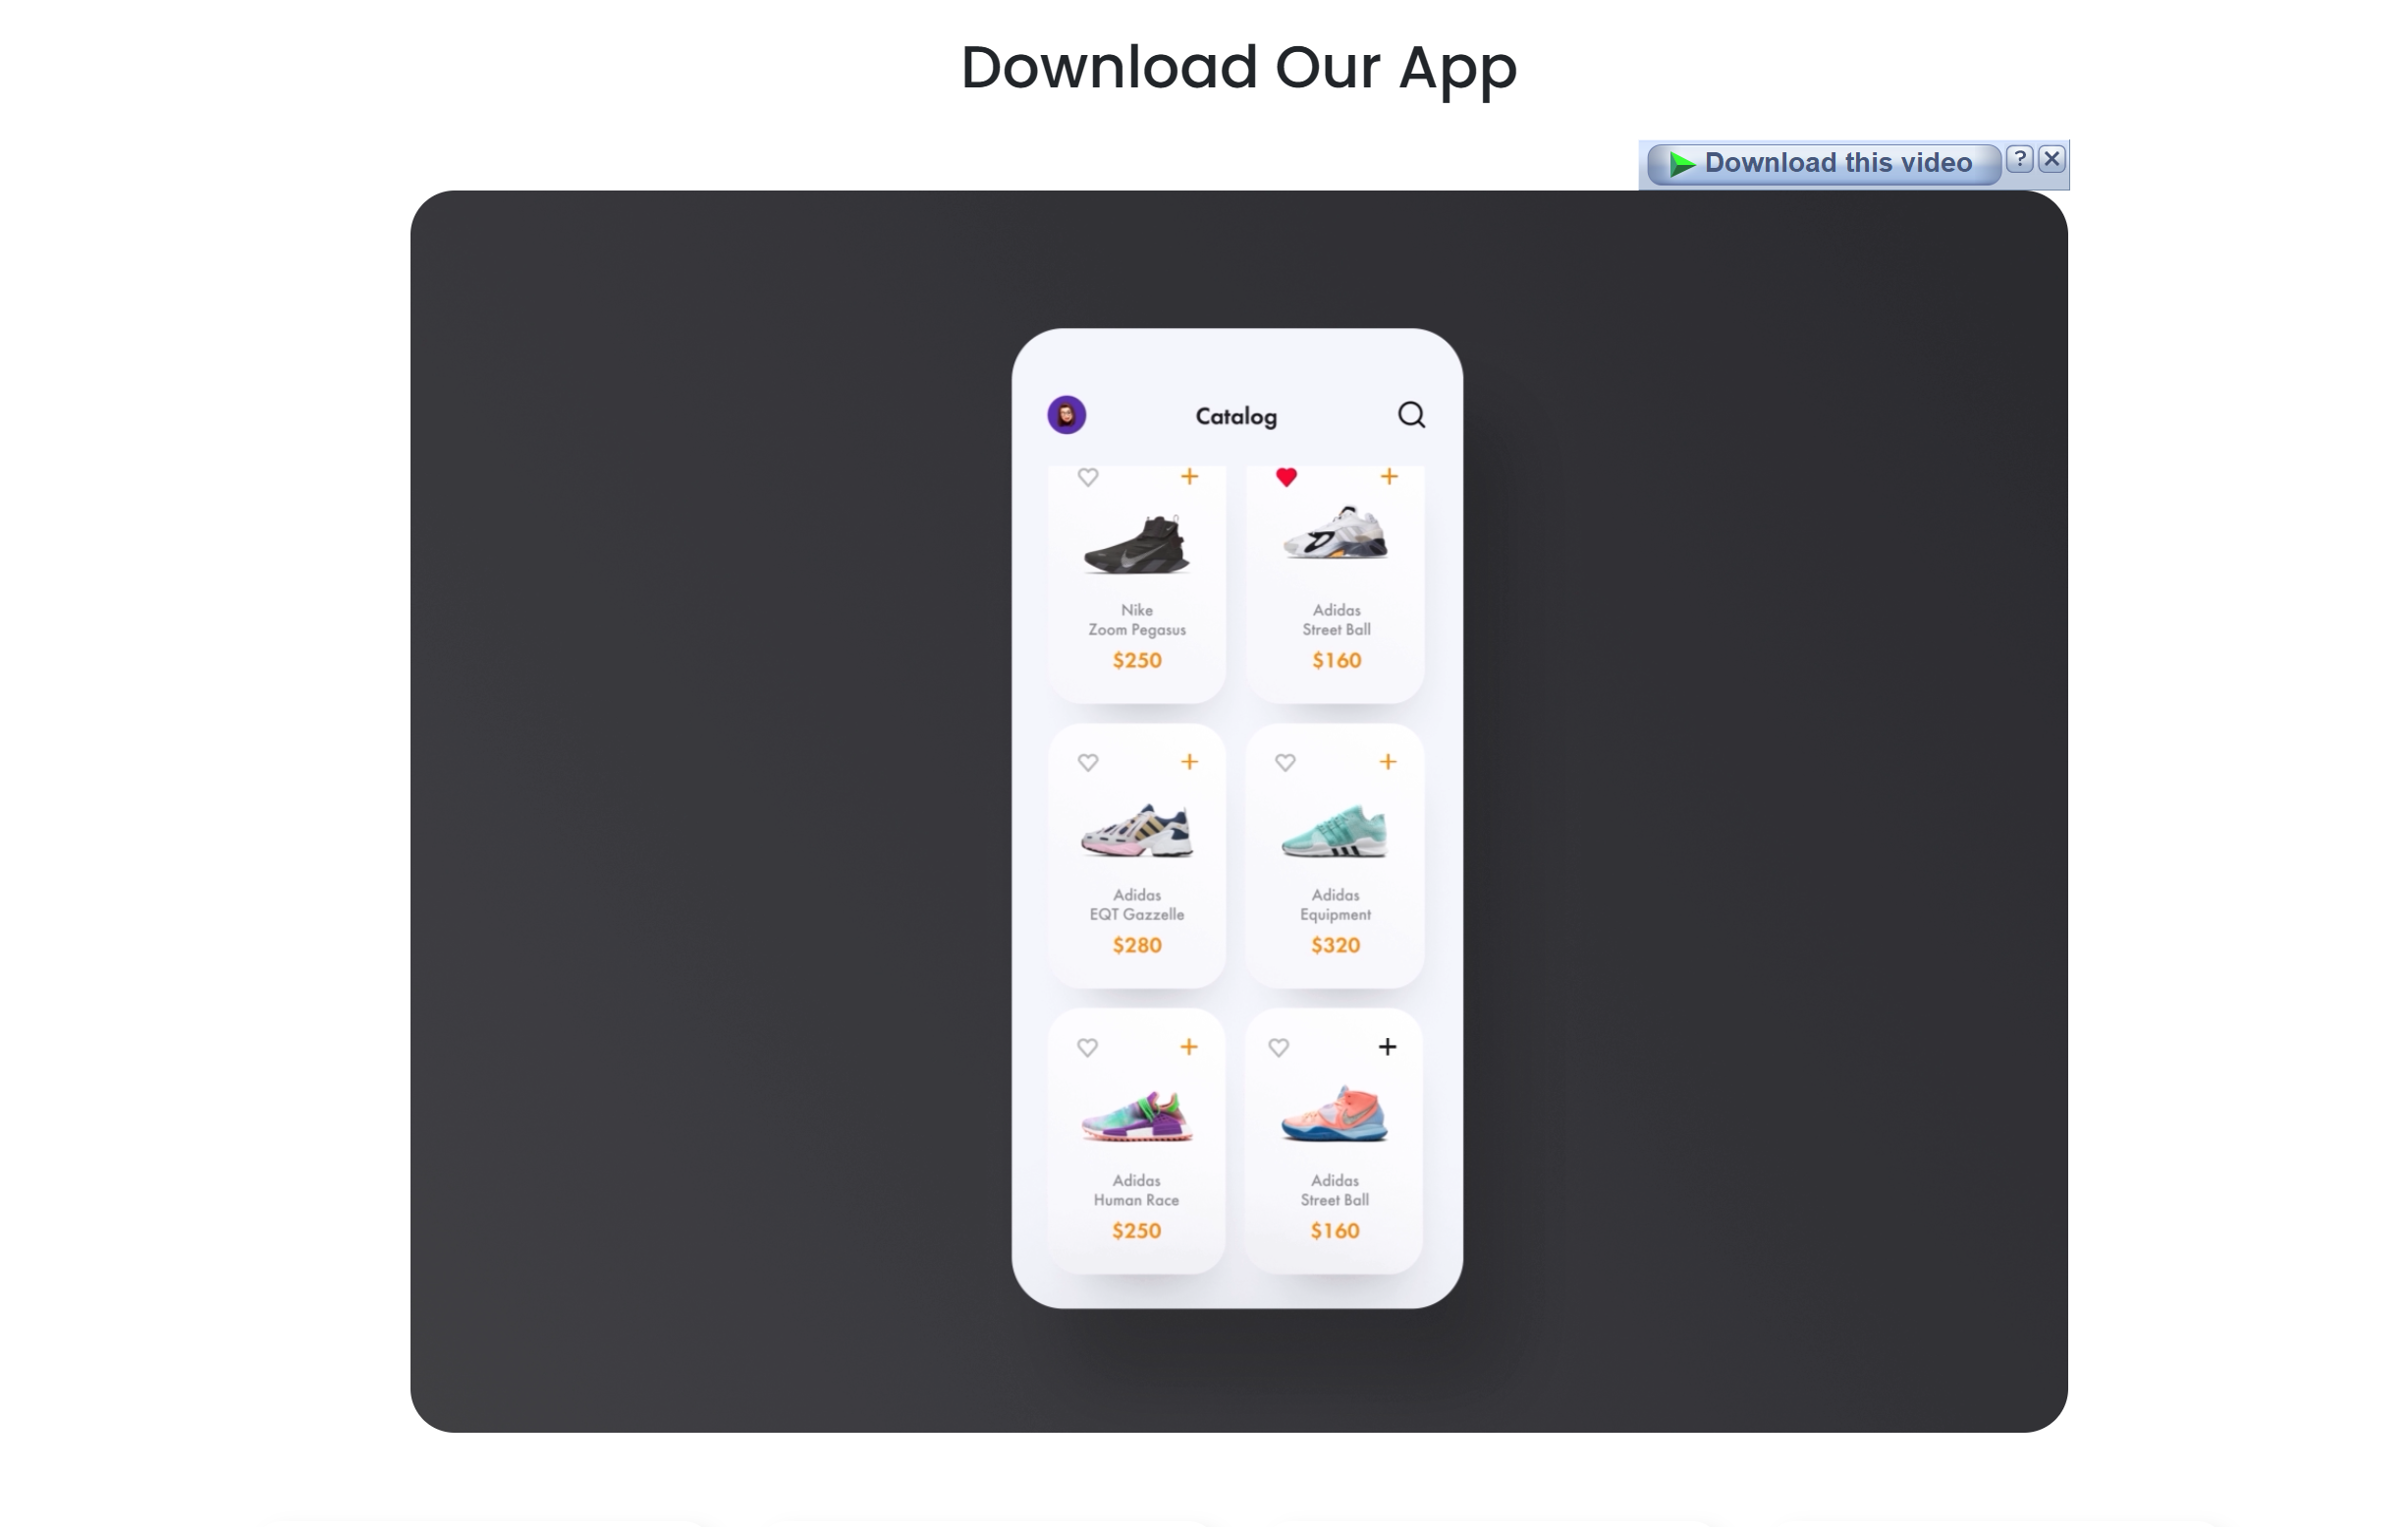 Download Our App
Download this video ? ×
Catalog
Nike
Zoom Pegasus
$250
Adidas
Street Ball
$160
Adidas
EQT Gazzelle
$280
Adidas
Equipment
$320
Adidas
Human Race
$250
Adidas
Street Ball
$160